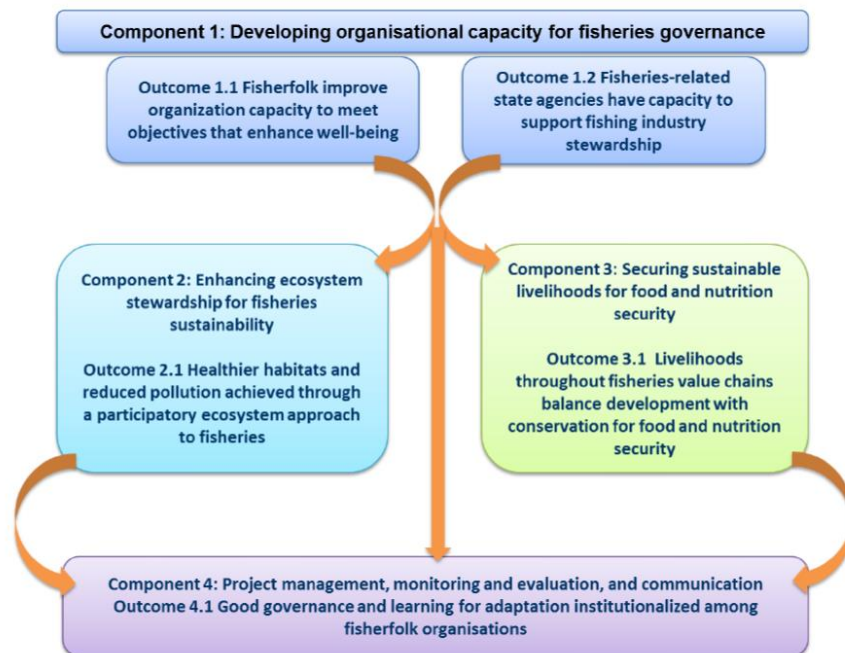 Component 1: Developing organisational capacity for fisheries governance
Outcome 1.1 Fisherfolk improve
organization capacity to meet
objectives that enhance well-being
Outcome 1.2 Fisheries-related
state agencies have capacity to
support fishing industry
stewardship
Component 2: Enhancing ecosystem
stewardship for fisheries
sustainability
Outcome 2.1 Healthier habitats and
reduced pollution achieved through
a participatory ecosystem approach
to fisheries
Component 3: Securing sustainable
livelihoods for food and nutrition
security
Outcome 3.1 Livelihoods
throughout fisheries value chains
balance development with
conservation for food and nutrition
security
Component 4: Project management, monitoring and evaluation, and communication
Outcome 4.1 Good governance and learning for adaptation institutionalized among
fisherfolk organisations